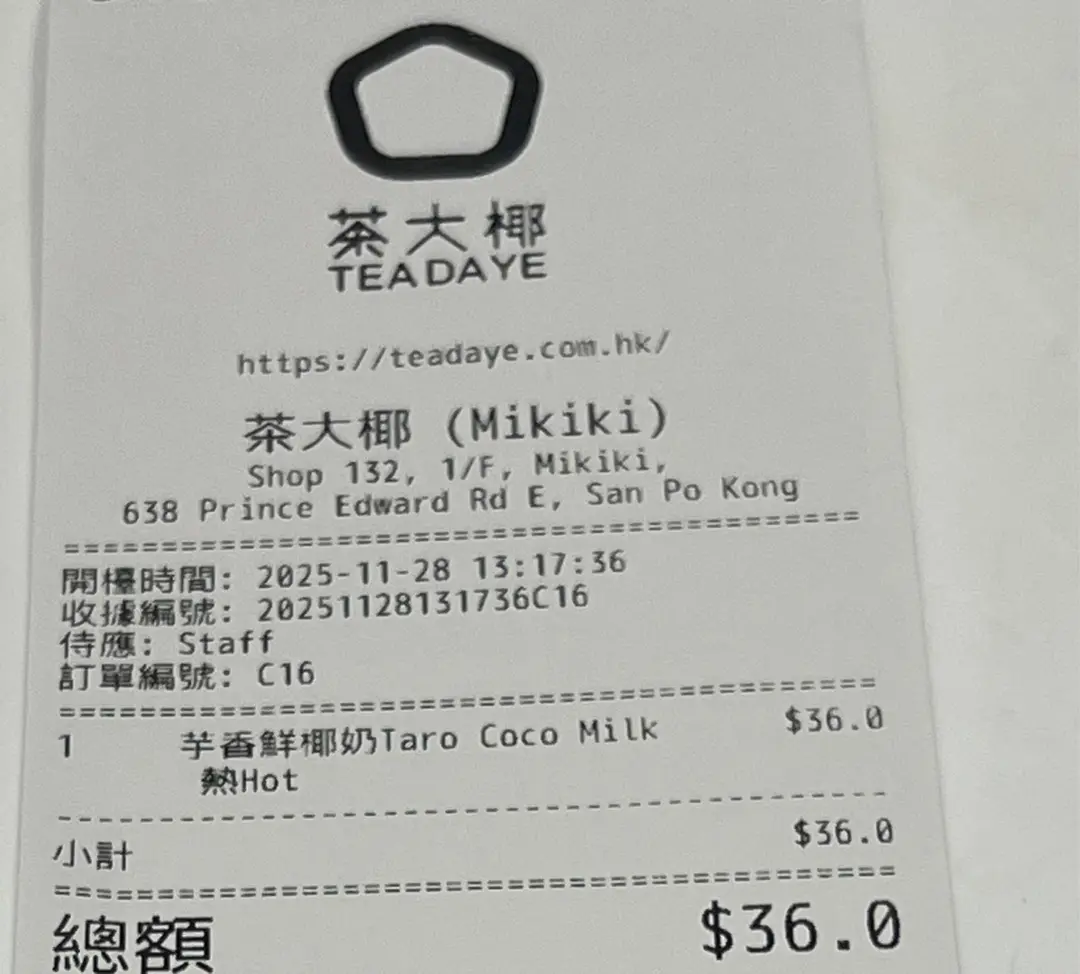 茶大椰
TEADAYE
https://teadaye.com.hk/
茶大椰 (Mikiki)
Shop 132, 1/F, Mikiki,
638 Prince Edward Rd E, San Po Kong
========================================
開檯時間: 2025-11-28 13:17:36
收據編號: 20251128131736C16
侍應: Staff
訂單編號: C16
========================================
1 芋香鮮椰奶Taro Coco Milk $36.0
熱Hot
----------------------------------------
小計 $36.0
========================================
總額 $36.0